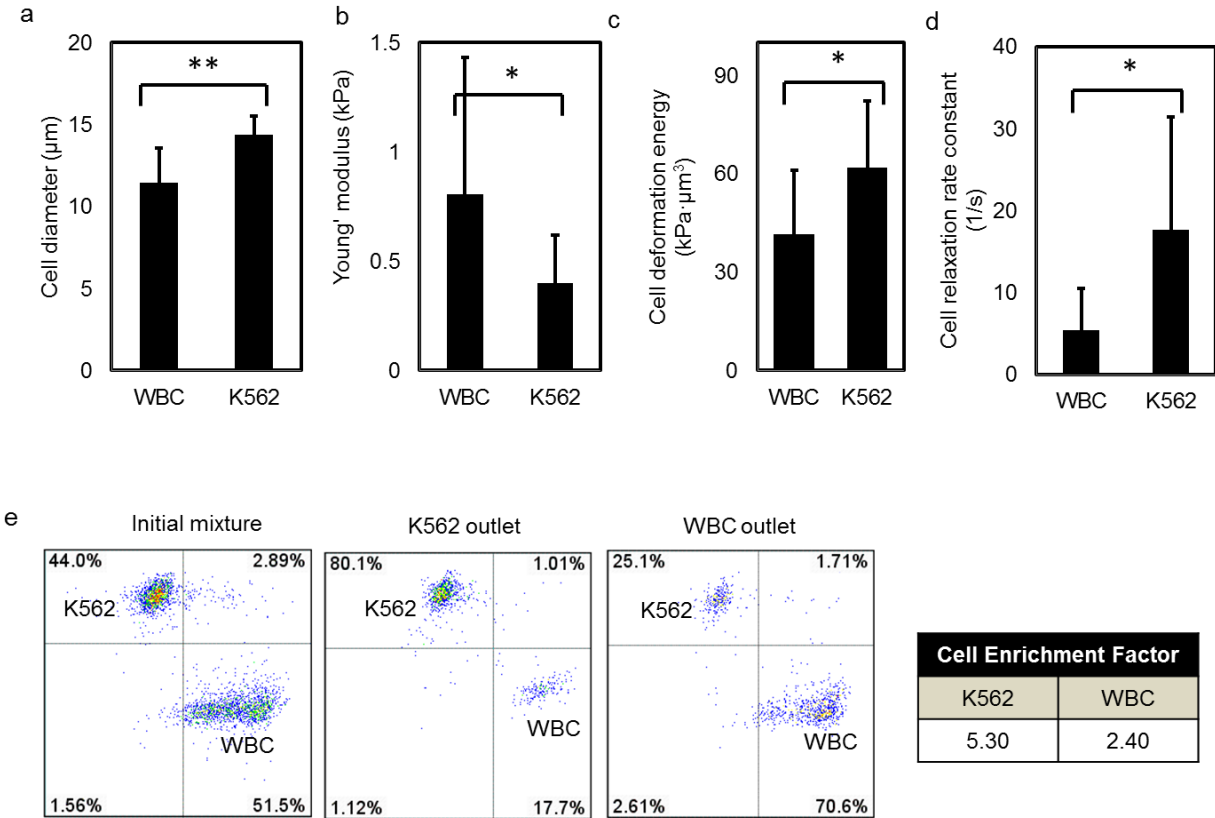 a
20
15
10
5
0
Cell diameter (µm)
**
WBC K562
b
1.5
1
0.5
0
Young' modulus (kPa)
*
WBC K562
c
90
60
30
0
Cell deformation energy
(kPa·µm³)
*
WBC K562
d
40
30
20
10
0
Cell relaxation rate constant
(1/s)
*
WBC K562
e
Initial mixture
44.0% 2.89%
K562
WBC
1.56% 51.5%
K562 outlet
80.1% 1.01%
K562
WBC
1.12% 17.7%
WBC outlet
25.1% 1.71%
K562
WBC
2.61% 70.6%
Cell Enrichment Factor
K562 WBC
5.30 2.40